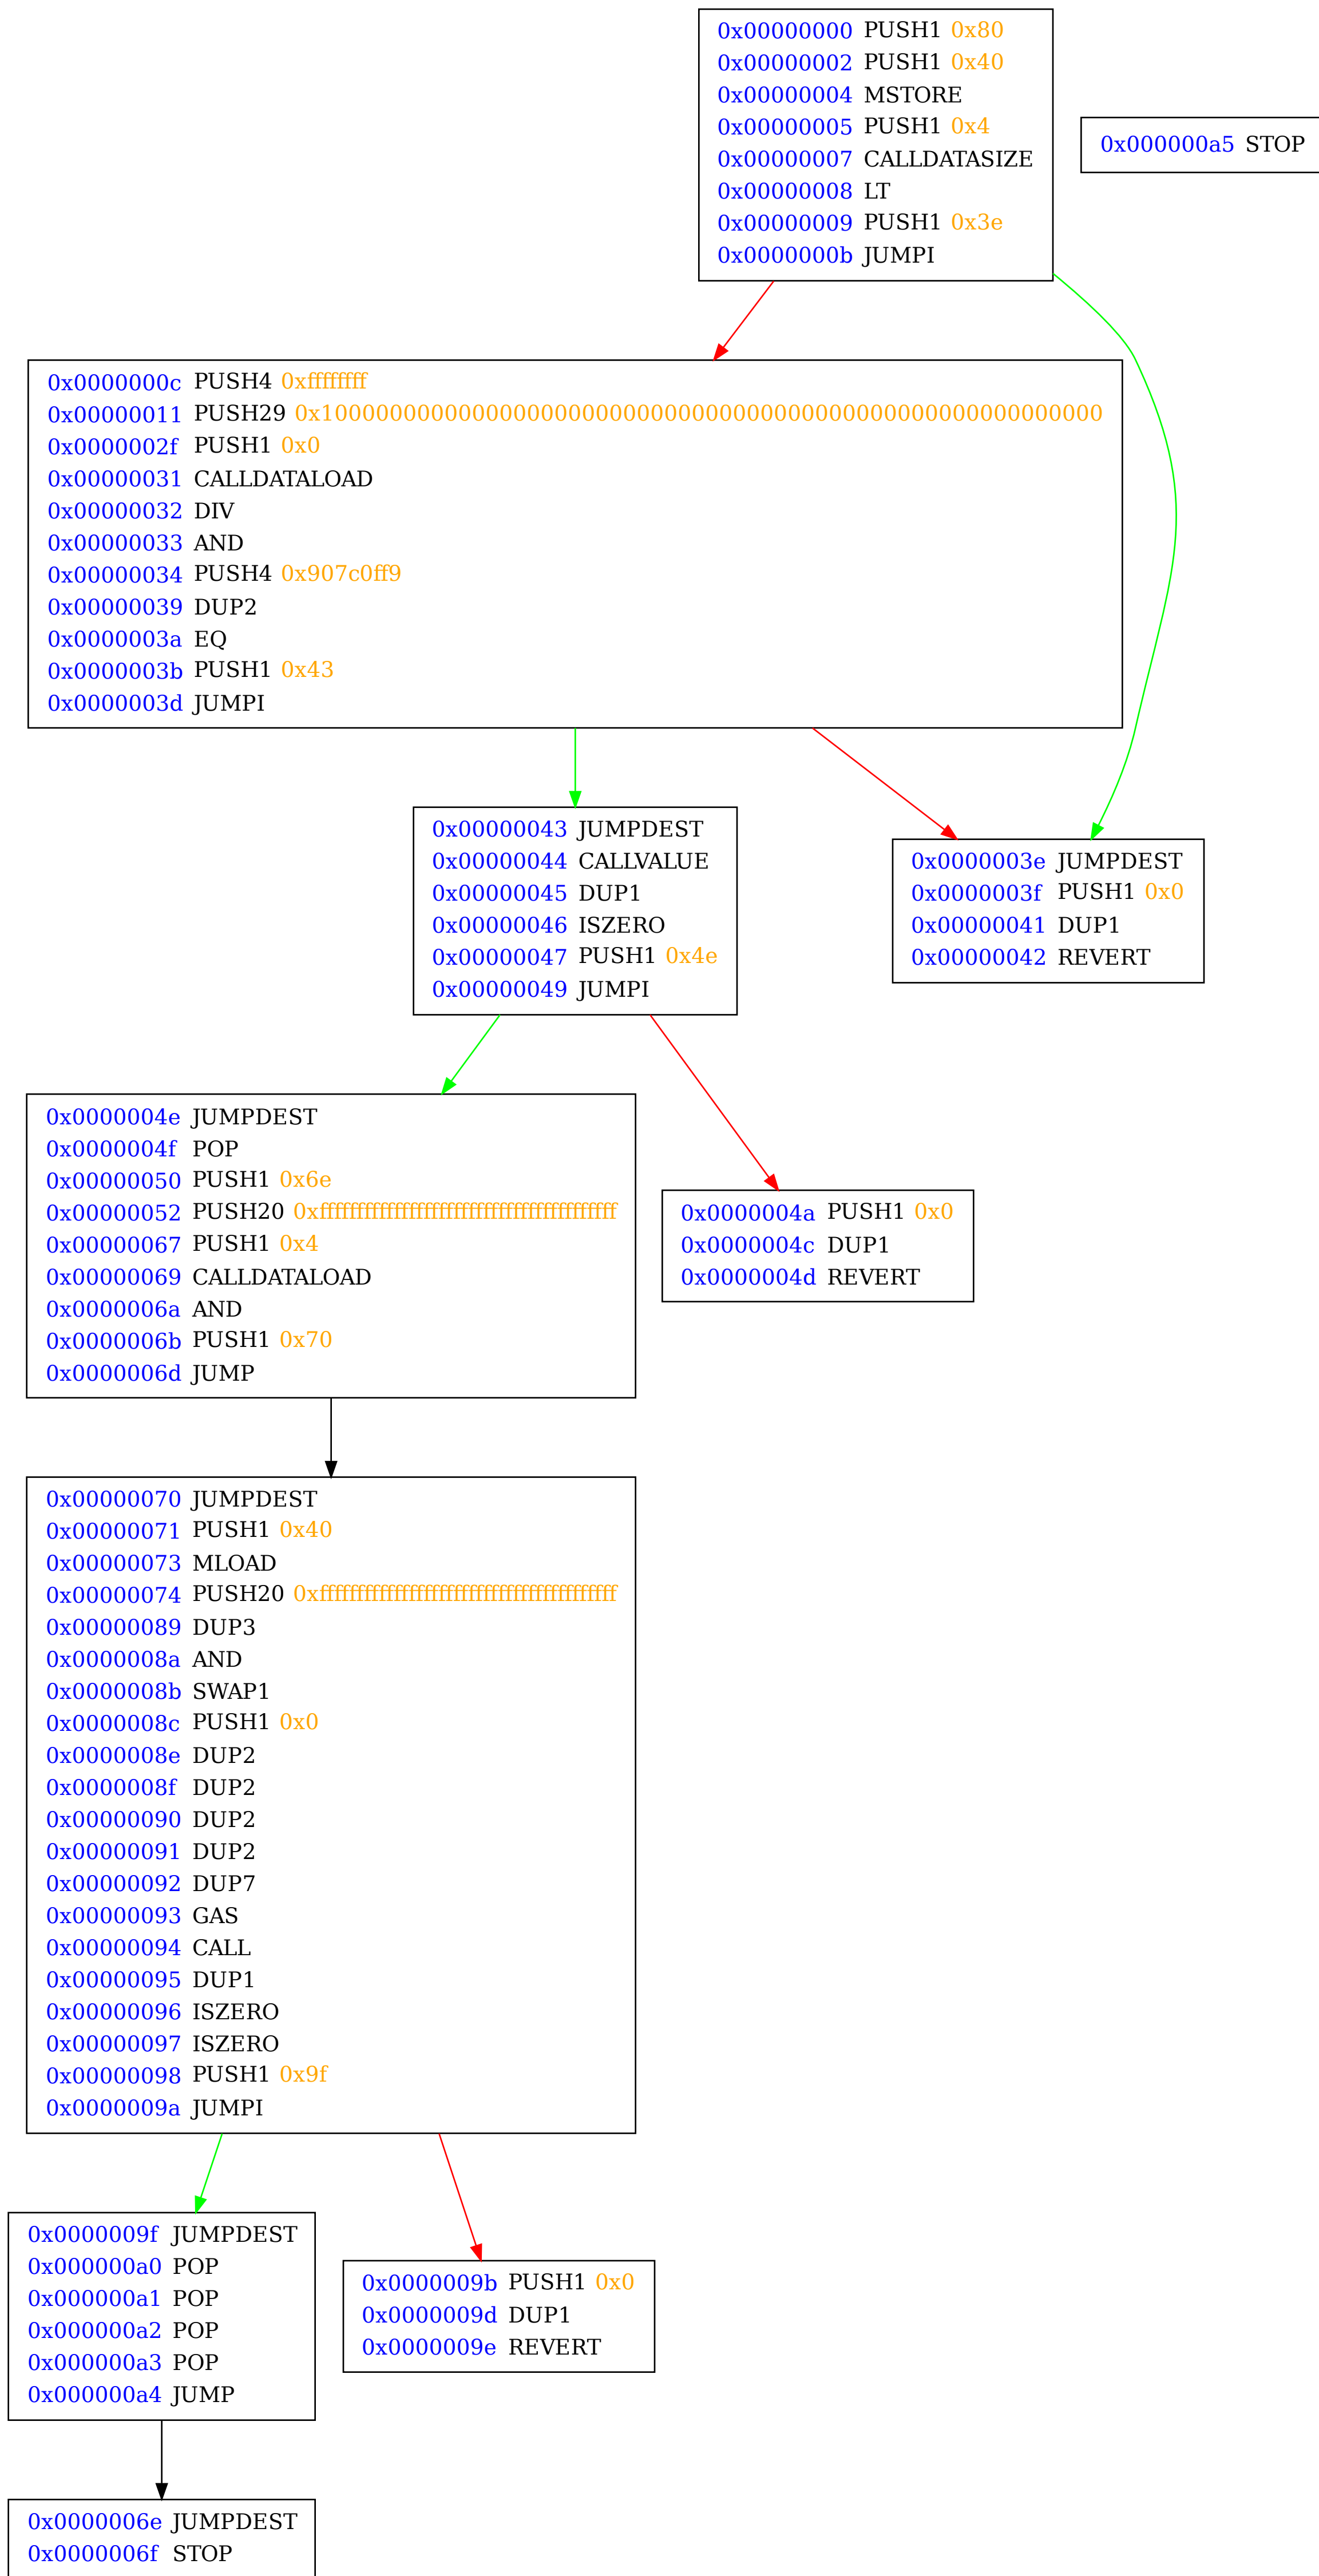 0x00000000 PUSH1 0x80
0x00000002 PUSH1 0x40
0x00000004 MSTORE
0x00000005 PUSH1 0x4
0x00000007 CALLDATASIZE
0x00000008 LT
0x00000009 PUSH1 0x3e
0x0000000b JUMPI
0x000000a5 STOP
0x0000000c PUSH4 0xffffffff
0x00000011 PUSH29 0x100000000000000000000000000000000000000000000000000000000
0x0000002f PUSH1 0x0
0x00000031 CALLDATALOAD
0x00000032 DIV
0x00000033 AND
0x00000034 PUSH4 0x907c0ff9
0x00000039 DUP2
0x0000003a EQ
0x0000003b PUSH1 0x43
0x0000003d JUMPI
0x00000043 JUMPDEST
0x00000044 CALLVALUE
0x00000045 DUP1
0x00000046 ISZERO
0x00000047 PUSH1 0x4e
0x00000049 JUMPI
0x0000003e JUMPDEST
0x0000003f PUSH1 0x0
0x00000041 DUP1
0x00000042 REVERT
0x0000004e JUMPDEST
0x0000004f POP
0x00000050 PUSH1 0x6e
0x00000052 PUSH20 0xffffffffffffffffffffffffffffffffffffffff
0x00000067 PUSH1 0x4
0x00000069 CALLDATALOAD
0x0000006a AND
0x0000006b PUSH1 0x70
0x0000006d JUMP
0x0000004a PUSH1 0x0
0x0000004c DUP1
0x0000004d REVERT
0x00000070 JUMPDEST
0x00000071 PUSH1 0x40
0x00000073 MLOAD
0x00000074 PUSH20 0xffffffffffffffffffffffffffffffffffffffff
0x00000089 DUP3
0x0000008a AND
0x0000008b SWAP1
0x0000008c PUSH1 0x0
0x0000008e DUP2
0x0000008f DUP2
0x00000090 DUP2
0x00000091 DUP2
0x00000092 DUP7
0x00000093 GAS
0x00000094 CALL
0x00000095 DUP1
0x00000096 ISZERO
0x00000097 ISZERO
0x00000098 PUSH1 0x9f
0x0000009a JUMPI
0x0000009f JUMPDEST
0x000000a0 POP
0x000000a1 POP
0x000000a2 POP
0x000000a3 POP
0x000000a4 JUMP
0x0000009b PUSH1 0x0
0x0000009d DUP1
0x0000009e REVERT
0x0000006e JUMPDEST
0x0000006f STOP